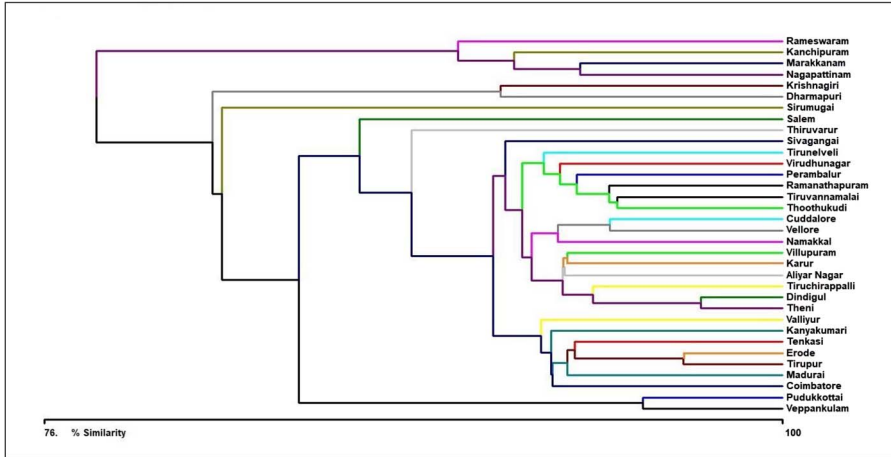 Rameswaram
Kanchipuram
Marakkanam
Nagapattinam
Krishnagiri
Dharmapuri
Sirumugai
Salem
Thiruvarur
Sivagangai
Tirunelveli
Virudhunagar
Perambalur
Ramanathapuram
Tiruvannamalai
Thoothukudi
Cuddalore
Vellore
Namakkal
Villupuram
Karur
Aliyar Nagar
Tiruchirappalli
Dindigul
Theni
Valliyur
Kanyakumari
Tenkasi
Erode
Tirupur
Madurai
Coimbatore
Pudukkottai
Veppankulam
76. % Similarity 100